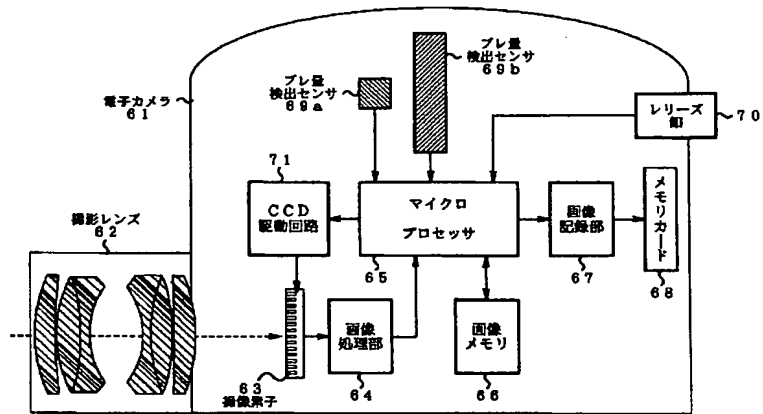 ブレ量
検出センサ
69b
ブレ量
検出センサ
69a
電子カメラ
61
レリーズ
釦
70
71
CCD
駆動回路
マイクロ
プロセッサ
65
画像
記録部
67
メモリカード
68
撮影レンズ
62
63
撮像素子
画像
処理部
64
画像
メモリ
66